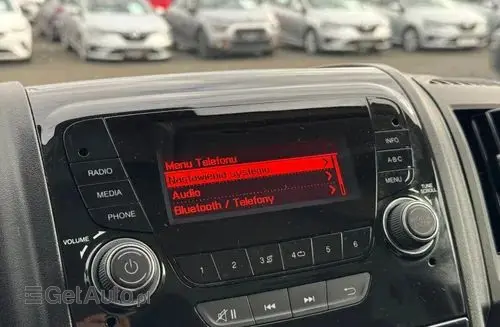 Menu Telefonu
Nastawienia systemu
Audio
Bluetooth / Telefony
RADIO
MEDIA
PHONE
INFO
A-B-C
MENU
TUNE
SCROLL
VOLUME
1 2 3 4 5 6
GetAuto.pl